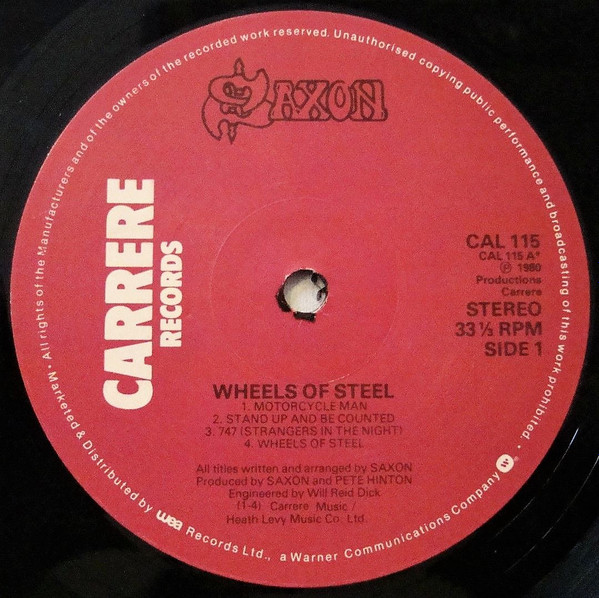 • All rights of the Manufacturers and of the owners of the recorded work reserved. Unauthorised copying public performance and broadcasting of this work prohibited. •
SAXON
CARRERE
RECORDS
CAL 115
CAL 115 A*
℗ 1980
Productions
Carrere
STEREO
33⅓ RPM
SIDE 1
WHEELS OF STEEL
1. MOTORCYCLE MAN
2. STAND UP AND BE COUNTED
3. 747 (STRANGERS IN THE NIGHT)
4. WHEELS OF STEEL
All titles written and arranged by SAXON
Produced by SAXON and PETE HINTON
Engineered by Will Reid Dick
(1-4) Carrere Music /
Heath Levy Music Co. Ltd.
Marketed & Distributed by wea Records Ltd., a Warner Communications Company